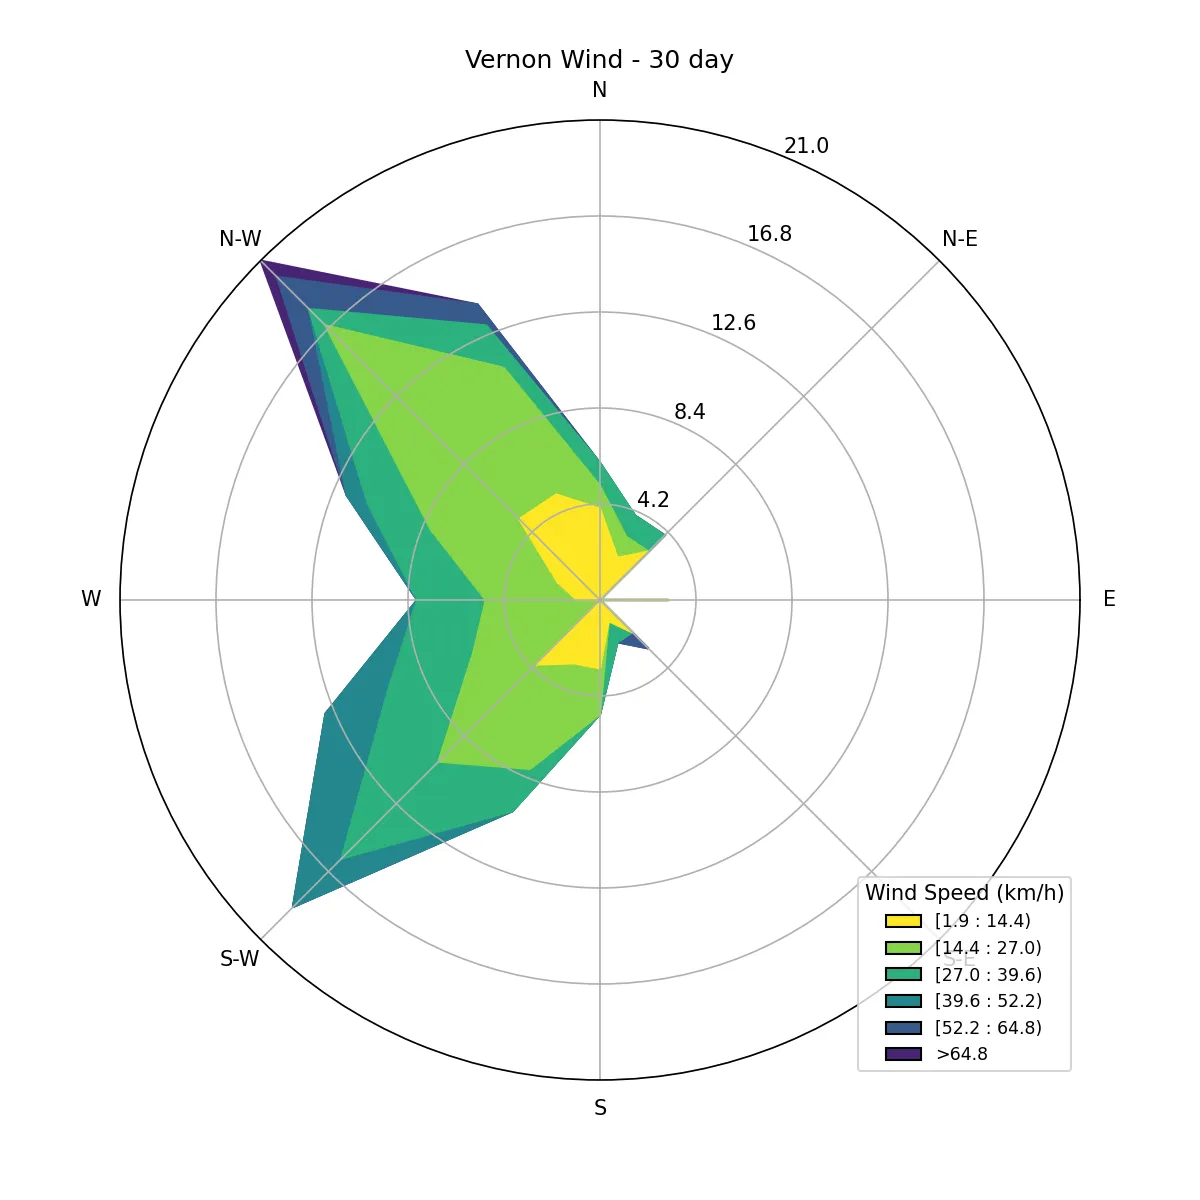 Vernon Wind - 30 day
N
21.0
16.8
N-W
N-E
12.6
8.4
4.2
W
E
Wind Speed (km/h)
[1.9 : 14.4)
[14.4 : 27.0)
S-W
S-E
[27.0 : 39.6)
[39.6 : 52.2)
[52.2 : 64.8)
>64.8
S